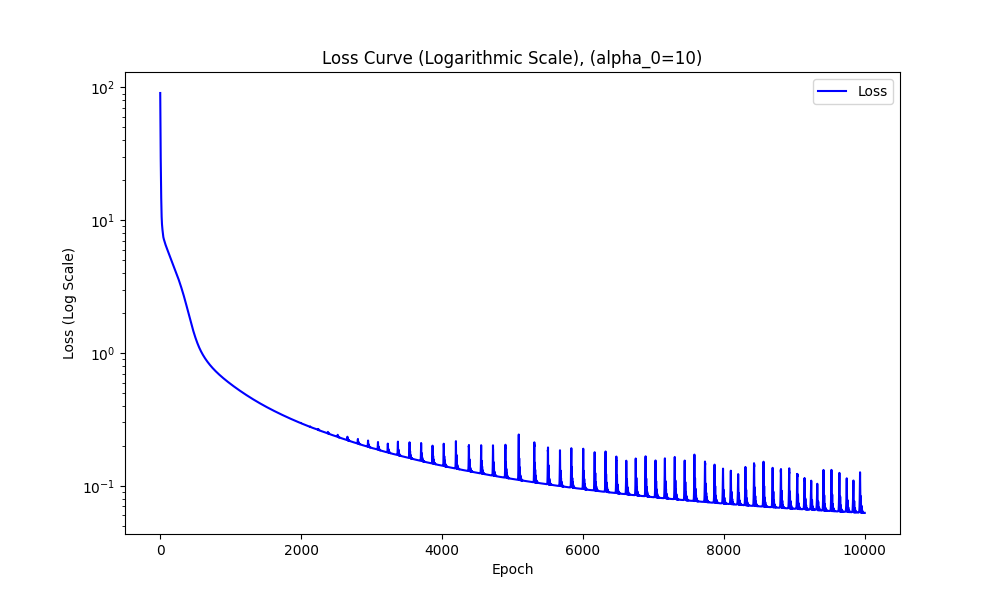 Loss Curve (Logarithmic Scale), (alpha_0=10)
Loss
10²
10¹
10⁰
10⁻¹
Loss (Log Scale)
0 2000 4000 6000 8000 10000
Epoch